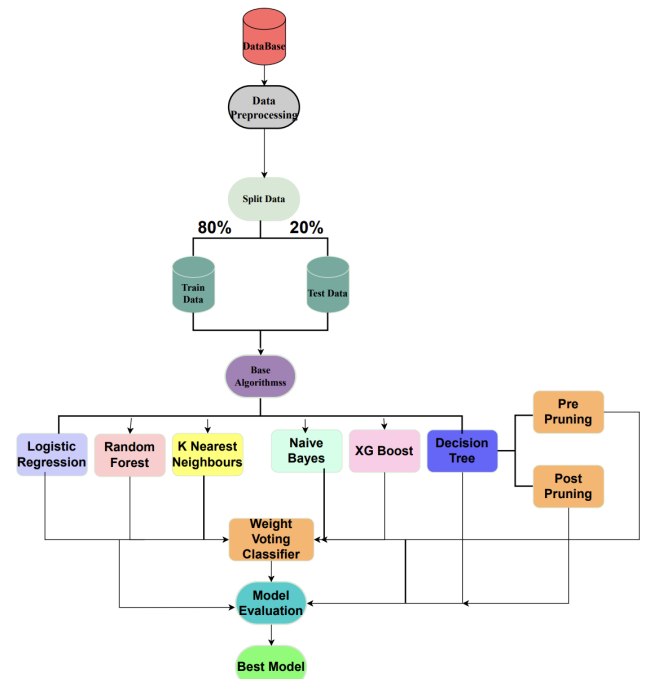 DataBase
Data
Preprocessing
Split Data
80%
20%
Train
Data
Test Data
Base
Algorithmss
Logistic
Regression
Random
Forest
K Nearest
Neighbours
Naive
Bayes
XG Boost
Decision
Tree
Pre
Pruning
Post
Pruning
Weight
Voting
Classifier
Model
Evaluation
Best Model